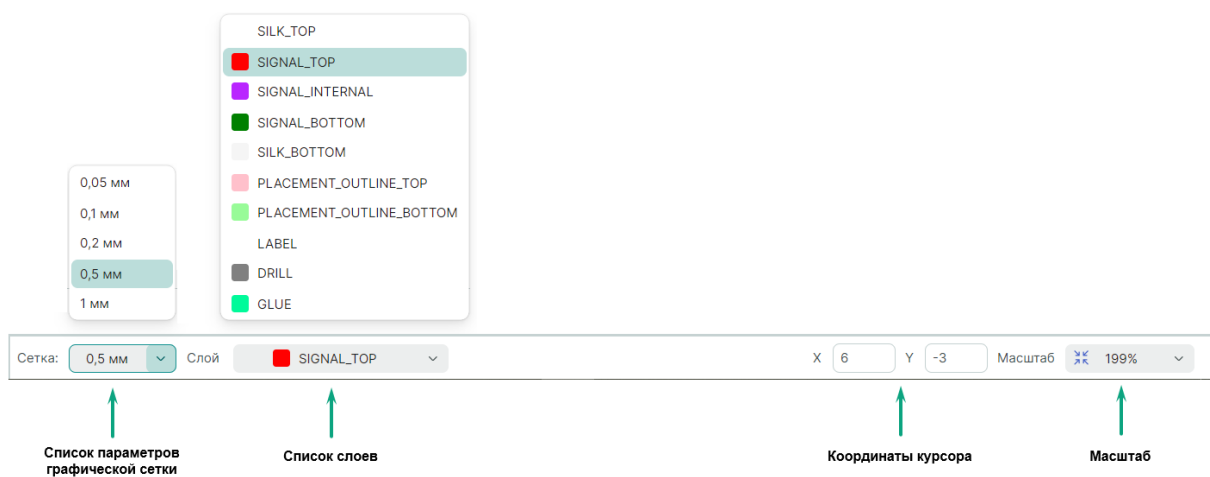 SILK_TOP
SIGNAL_TOP
SIGNAL_INTERNAL
SIGNAL_BOTTOM
SILK_BOTTOM
PLACEMENT_OUTLINE_TOP
PLACEMENT_OUTLINE_BOTTOM
LABEL
DRILL
GLUE
0,05 мм
0,1 мм
0,2 мм
0,5 мм
1 мм
Сетка: 0,5 мм Слой SIGNAL_TOP X 6 Y -3 Масштаб 199%
Список параметров
графической сетки
Список слоев
Координаты курсора
Масштаб